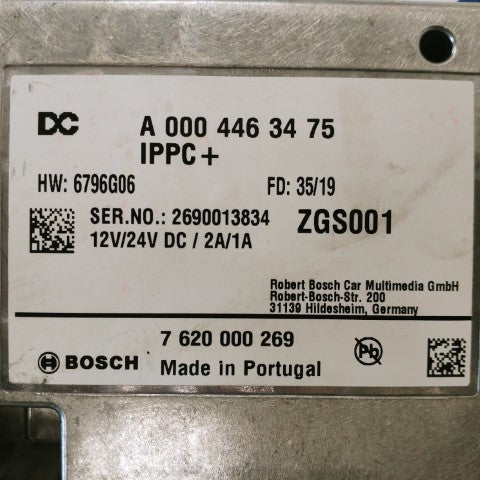 DC A 000 446 34 75
IPPC+
HW: 6796G06 FD: 35/19
SER.NO.: 2690013834 ZGS001
12V/24V DC / 2A/1A
Robert Bosch Car Multimedia GmbH
Robert-Bosch-Str. 200
31139 Hildesheim, Germany
7 620 000 269
BOSCH Made in Portugal Pb